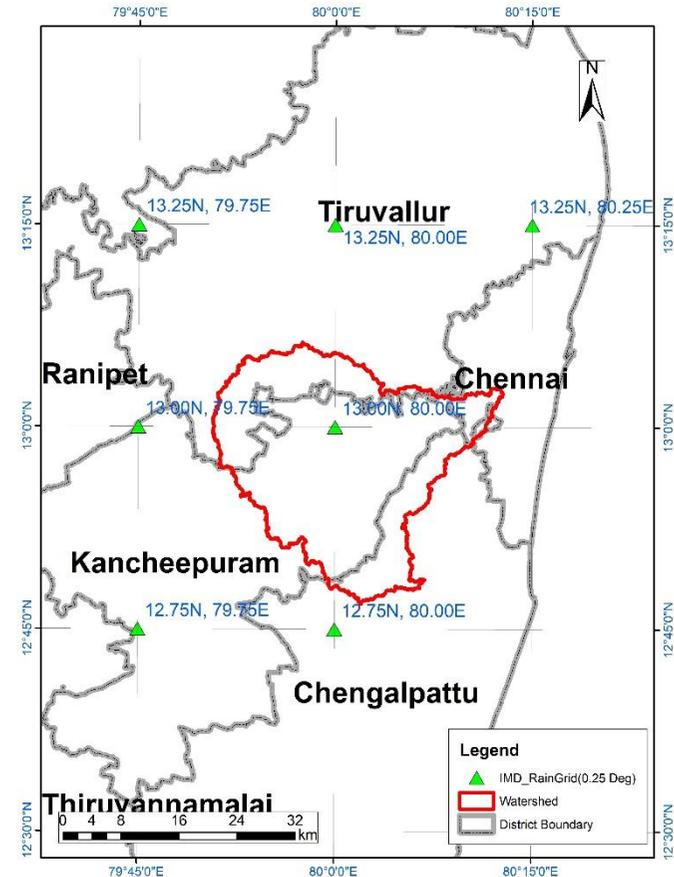 79°45'0"E 80°0'0"E 80°15'0"E
N
13°15'0"N 13.25N, 79.75E Tiruvallur 13.25N, 80.25E 13°15'0"N
13.25N, 80.00E
Ranipet Chennai
13°0'0"N 13.00N, 79.75E 13.00N, 80.00E 13°0'0"N
Kancheepuram
12°45'0"N 12.75N, 79.75E 12.75N, 80.00E 12°45'0"N
Chengalpattu
Legend
IMD_RainGrid(0.25 Deg)
Watershed
District Boundary
Thiruvannamalai
0 4 8 16 24 32
km
12°30'0"N 12°30'0"N
79°45'0"E 80°0'0"E 80°15'0"E